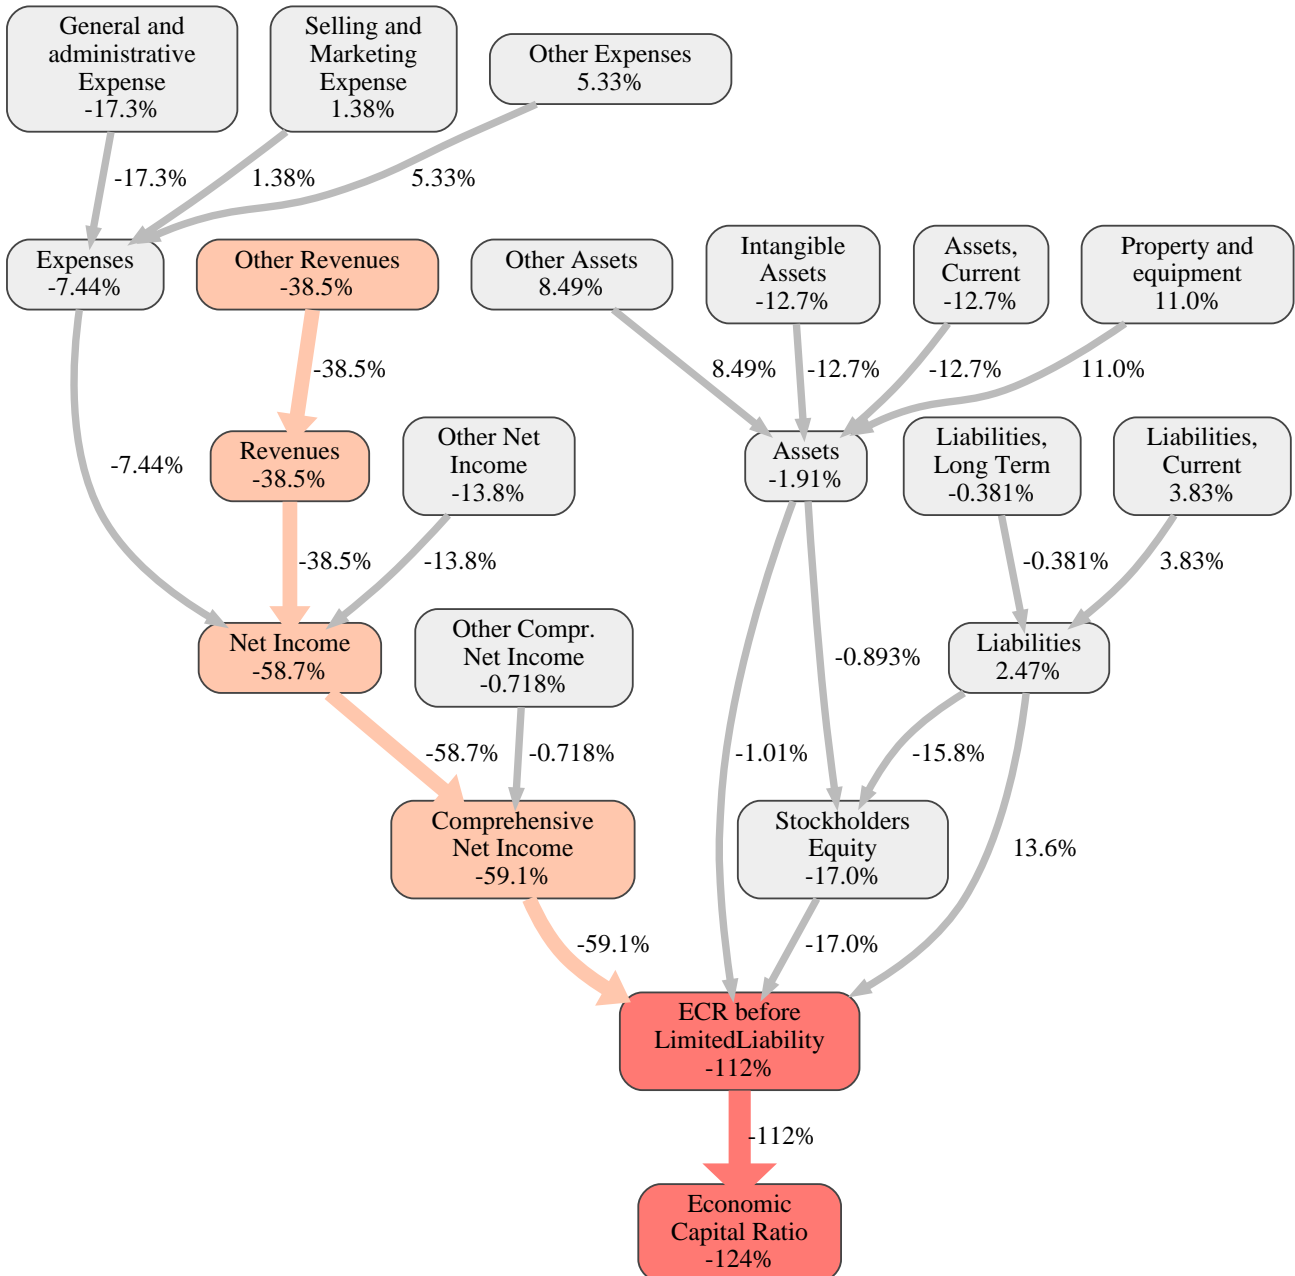 General and
administrative
Expense
-17.3%
Selling and
Marketing
Expense
1.38%
Other Expenses
5.33%
-17.3%
1.38%
5.33%
Expenses
-7.44%
Other Revenues
-38.5%
Other Assets
8.49%
Intangible
Assets
-12.7%
Assets,
Current
-12.7%
Property and
equipment
11.0%
-38.5%
8.49%
-12.7%
-12.7%
11.0%
-7.44%
Revenues
-38.5%
Other Net
Income
-13.8%
Assets
-1.91%
Liabilities,
Long Term
-0.381%
Liabilities,
Current
3.83%
-38.5%
-13.8%
-0.381%
3.83%
Net Income
-58.7%
Other Compr.
Net Income
-0.718%
-0.893%
Liabilities
2.47%
-58.7%
-0.718%
-1.01%
-15.8%
Comprehensive
Net Income
-59.1%
Stockholders
Equity
-17.0%
13.6%
-59.1%
-17.0%
ECR before
LimitedLiability
-112%
-112%
Economic
Capital Ratio
-124%